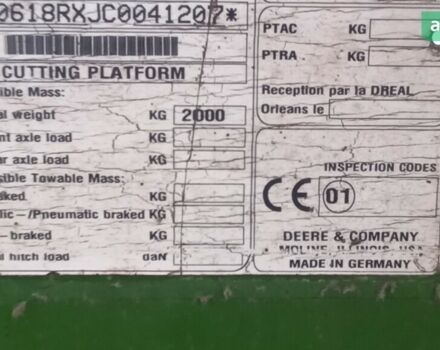 0618RXJC0041207*
CUTTING PLATFORM
ible Mass:
al weight KG 2000
nt axle load KG
ar axle load KG
sible Towable Mass:
aked KG
lic –/Pneumatic braked KG
– braked KG
l hitch load daN
PTAC KG
PTRA KG
Reception par la DREAL
Orleans le
INSPECTION CODES
CE 01
DEERE & COMPANY
MOLINE, ILLINOIS, USA
MADE IN GERMANY
a